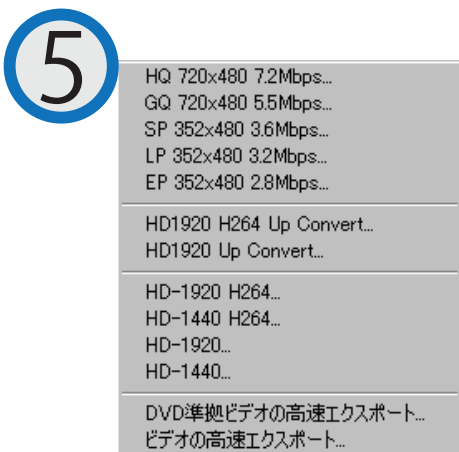 5
HQ 720x480 7.2Mbps...
GQ 720x480 5.5Mbps...
SP 352x480 3.6Mbps...
LP 352x480 3.2Mbps...
EP 352x480 2.8Mbps...
HD1920 H264 Up Convert...
HD1920 Up Convert...
HD-1920 H264...
HD-1440 H264...
HD-1920...
HD-1440...
DVD準拠ビデオの高速エクスポート...
ビデオの高速エクスポート...